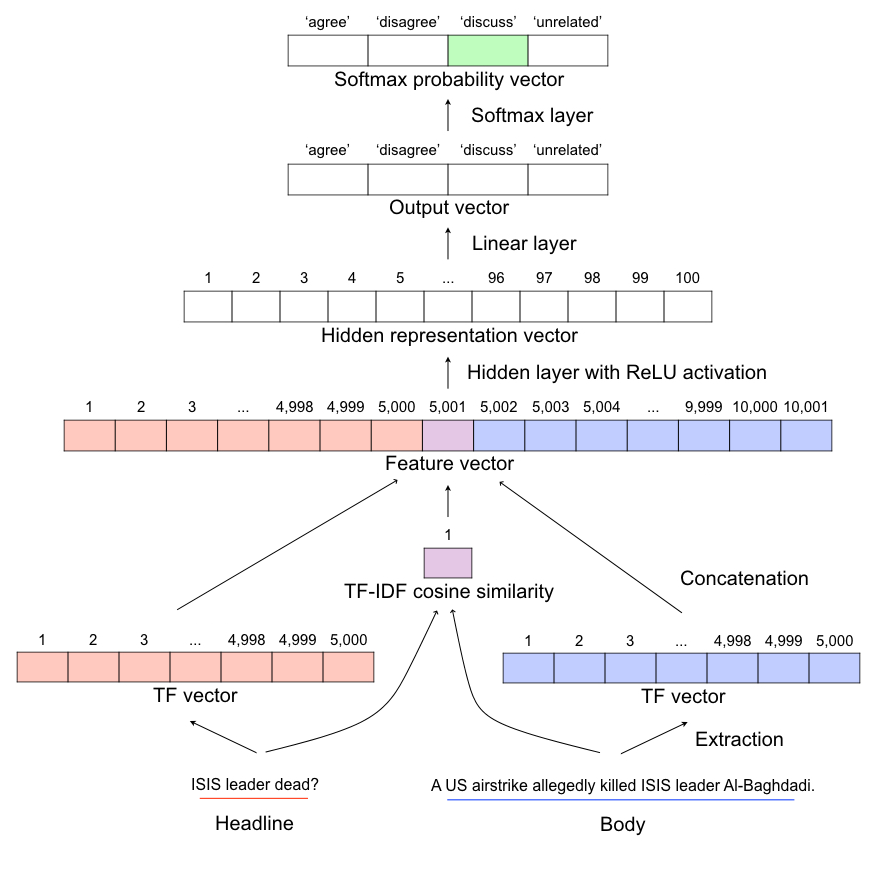 ‘agree’ ‘disagree’ ‘discuss’ ‘unrelated’
Softmax probability vector
Softmax layer
‘agree’ ‘disagree’ ‘discuss’ ‘unrelated’
Output vector
Linear layer
1 2 3 4 5 ... 96 97 98 99 100
Hidden representation vector
Hidden layer with ReLU activation
1 2 3 ... 4,998 4,999 5,000 5,001 5,002 5,003 5,004 ... 9,999 10,000 10,001
Feature vector
1
TF-IDF cosine similarity
Concatenation
1 2 3 ... 4,998 4,999 5,000
1 2 3 ... 4,998 4,999 5,000
TF vector
TF vector
Extraction
ISIS leader dead?
A US airstrike allegedly killed ISIS leader Al-Baghdadi.
Headline
Body